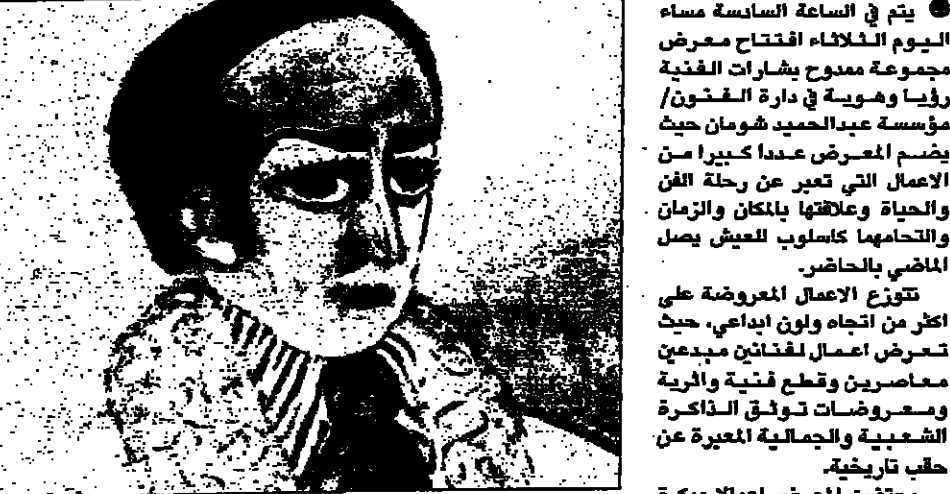 ● يتم في الساعة السادسة مساء
اليوم الثلاثاء افتتاح معرض
مجموعة ممدوح بشارات الفنية
رؤيا وهوية في دارة الفنون/
مؤسسة عبدالحميد شومان حيث
يضم المعرض عددا كبيرا من
الاعمال التي تعبر عن رحلة الفن
والحياة وعلاقتها بالمكان والزمان
والتحامهما كاسلوب للعيش يصل
الماضي بالحاضر.
تتوزع الاعمال المعروضة على
اكثر من اتجاه ولون ابداعي، حيث
تعرض اعمال لفنانين مبدعين
معاصرين وقطع فنية واثرية
ومعروضات توثق الذاكرة
الشعبية والجمالية المعبرة عن
حقب تاريخية.